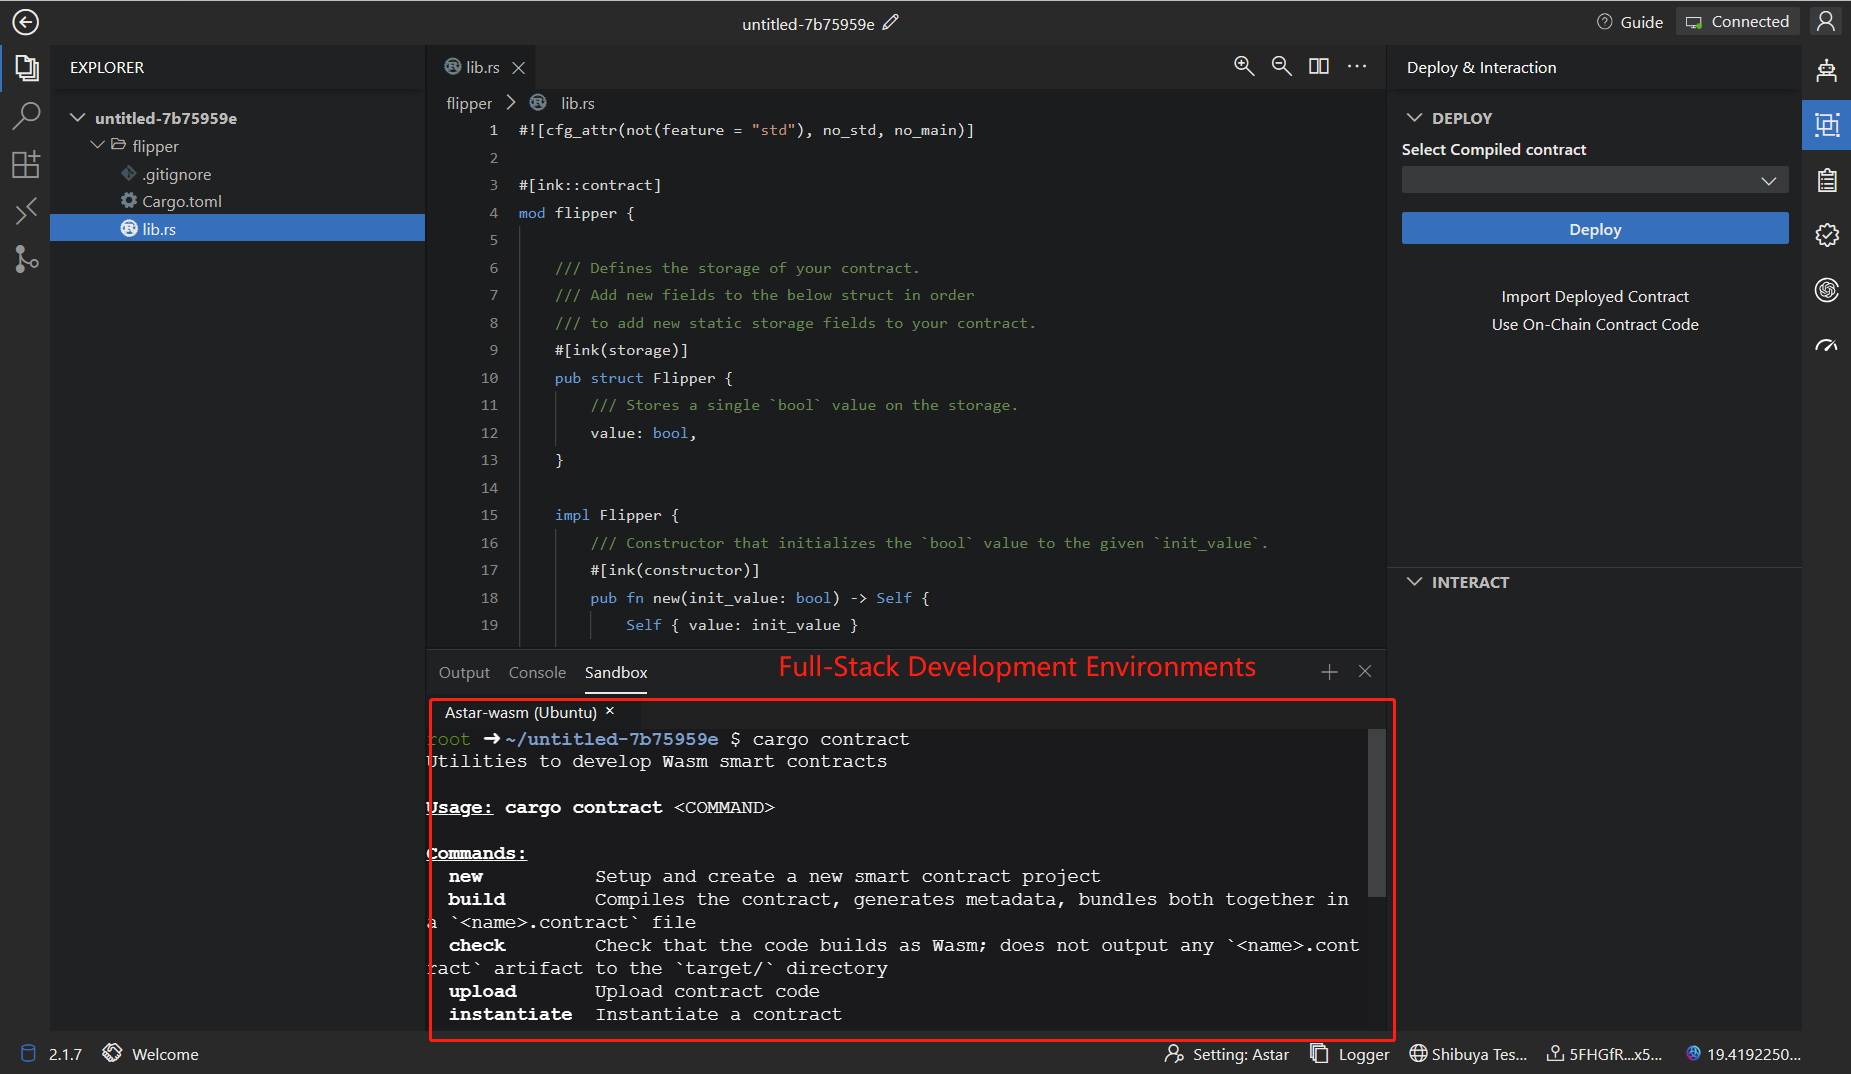 untitled-7b75959e
Guide
Connected
EXPLORER
untitled-7b75959e
flipper
.gitignore
Cargo.toml
lib.rs
lib.rs
flipper
lib.rs
1 #![cfg_attr(not(feature = "std"), no_std, no_main)]
2
3 #[ink::contract]
4 mod flipper {
5
6 /// Defines the storage of your contract.
7 /// Add new fields to the below struct in order
8 /// to add new static storage fields to your contract.
9 #[ink(storage)]
10 pub struct Flipper {
11 /// Stores a single `bool` value on the storage.
12 value: bool,
13 }
14
15 impl Flipper {
16 /// Constructor that initializes the `bool` value to the given `init_value`.
17 #[ink(constructor)]
18 pub fn new(init_value: bool) -> Self {
19 Self { value: init_value }
Output Console Sandbox
Full-Stack Development Environments
Astar-wasm (Ubuntu)
root ➜ ~/untitled-7b75959e $ cargo contract
Utilities to develop Wasm smart contracts
Usage: cargo contract <COMMAND>
Commands:
new Setup and create a new smart contract project
build Compiles the contract, generates metadata, bundles both together in
a `<name>.contract` file
check Check that the code builds as Wasm; does not output any `<name>.cont
ract` artifact to the `target/` directory
upload Upload contract code
instantiate Instantiate a contract
Deploy & Interaction
DEPLOY
Select Compiled contract
Deploy
Import Deployed Contract
Use On-Chain Contract Code
INTERACT
2.1.7
Welcome
Setting: Astar
Logger
Shibuya Tes...
5FHGfR...x5...
19.4192250...